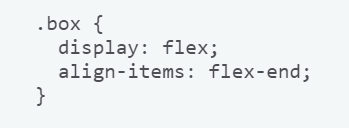 .box {
  display: flex;
  align-items: flex-end;
}